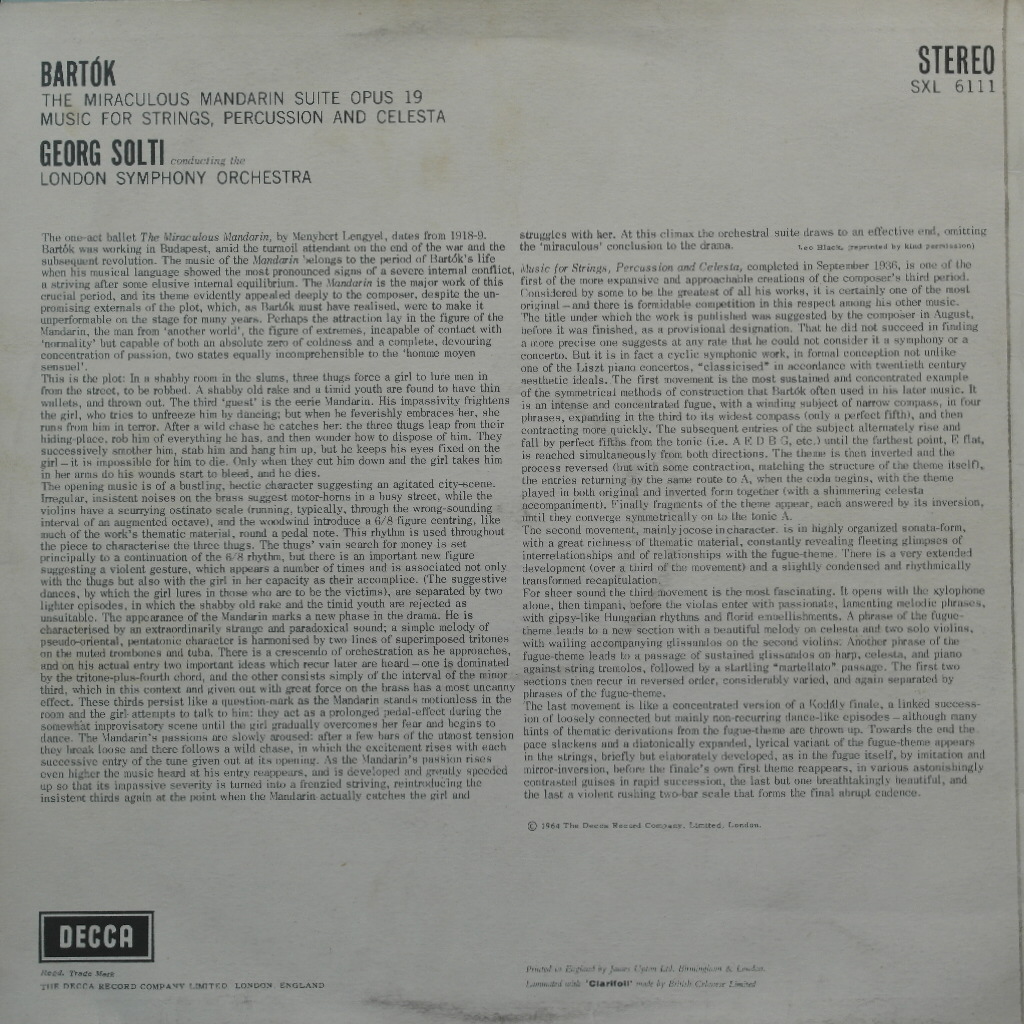 BARTÓK
THE MIRACULOUS MANDARIN SUITE OPUS 19
MUSIC FOR STRINGS, PERCUSSION AND CELESTA
GEORG SOLTI conducting the
LONDON SYMPHONY ORCHESTRA
STEREO
SXL 6111
The one-act ballet The Miraculous Mandarin, by Menyhert Lengyel, dates from 1918-9.
Bartók was working in Budapest, amid the turmoil attendant on the end of the war and the
subsequent revolution. The music of the Mandarin belongs to the period of Bartók's life
when his musical language showed the most pronounced signs of a severe internal conflict,
a striving after some elusive internal equilibrium. The Mandarin is the major work of this
crucial period, and its theme evidently appealed deeply to the composer, despite the un-
promising externals of the plot, which, as Bartók must have realised, were to make it
unperformable on the stage for many years. Perhaps the attraction lay in the figure of the
Mandarin, the man from 'another world', the figure of extremes, incapable of contact with
'normality' but capable of both an absolute zero of coldness and a complete, devouring
concentration of passion, two states equally incomprehensible to the 'homme moyen
sensuel'.
This is the plot: In a shabby room in the slums, three thugs force a girl to lure men in
from the street, to be robbed. A shabby old rake and a timid youth are found to have thin
wallets, and thrown out. The third 'guest' is the eerie Mandarin. His impassivity frightens
the girl, who tries to unfreeze him by dancing; but when he feverishly embraces her, she
runs from him in terror. After a wild chase he catches her: the three thugs leap from their
hiding-place, rob him of everything he has, and then wonder how to dispose of him. They
successively smother him, stab him and hang him up, but he keeps his eyes fixed on the
girl – it is impossible for him to die. Only when they cut him down and the girl takes him
in her arms do his wounds start to bleed, and he dies.
The opening music is of a bustling, hectic character suggesting an agitated city-scene.
Irregular, insistent noises on the brass suggest motor-horns in a busy street, while the
violins have a scurrying ostinato scale (running, typically, through the wrong-sounding
interval of an augmented octave), and the woodwind introduce a 6/8 figure centring, like
much of the work's thematic material, round a pedal note. This rhythm is used throughout
the piece to characterise the three thugs. The thugs' vain search for money is set
principally to a continuation of the 6/8 rhythm, but there is an important new figure
suggesting a violent gesture, which appears a number of times and is associated not only
with the thugs but also with the girl in her capacity as their accomplice. (The suggestive
dances, by which the girl lures in those who are to be the victims), are separated by two
lighter episodes, in which the shabby old rake and the timid youth are rejected as
unsuitable. The appearance of the Mandarin marks a new phase in the drama. He is
characterised by an extraordinarily strange and paradoxical sound; a simple melody of
pseudo-oriental, pentatonic character is harmonised by two lines of superimposed tritones
on the muted trombones and tuba. There is a crescendo of orchestration as he approaches,
and on his actual entry two important ideas which recur later are heard – one is dominated
by the tritone-plus-fourth chord, and the other consists simply of the interval of the minor
third, which in this context and given out with great force on the brass has a most uncanny
effect. These thirds persist like a question-mark as the Mandarin stands motionless in the
room and the girl attempts to talk to him: they act as a prolonged pedal-effect during the
somewhat improvisatory scene until the girl gradually overcomes her fear and begins to
dance. The Mandarin's passions are slowly aroused: after a few bars of the utmost tension
they break loose and there follows a wild chase, in which the excitement rises with each
successive entry of the tune given out at its opening. As the Mandarin's passion rises
even higher the music heard at his entry reappears, and is developed and greatly speeded
up so that its impassive severity is turned into a frenzied striving, reintroducing the
insistent thirds again at the point when the Mandarin actually catches the girl and
struggles with her. At this climax the orchestral suite draws to an effective end, omitting
the 'miraculous' conclusion to the drama. Leo Black, (reprinted by kind permission)
Music for Strings, Percussion and Celesta, completed in September 1936, is one of the
first of the more expansive and approachable creations of the composer's third period.
Considered by some to be the greatest of all his works, it is certainly one of the most
original – and there is formidable competition in this respect among his other music.
The title under which the work is published was suggested by the composer in August,
before it was finished, as a provisional designation. That he did not succeed in finding
a more precise one suggests at any rate that he could not consider it a symphony or a
concerto. But it is in fact a cyclic symphonic work, in formal conception not unlike
one of the Liszt piano concertos, "classicised" in accordance with twentieth century
aesthetic ideals. The first movement is the most sustained and concentrated example
of the symmetrical methods of construction that Bartók often used in his later music. It
is an intense and concentrated fugue, with a winding subject of narrow compass, in four
phrases, expanding in the third to its widest compass (only a perfect fifth), and then
contracting more quickly. The subsequent entries of the subject alternately rise and
fall by perfect fifths from the tonic (i.e. A E D B G, etc.) until the furthest point, E flat,
is reached simultaneously from both directions. The theme is then inverted and the
process reversed (but with some contraction, matching the structure of the theme itself),
the entries returning by the same route to A, when the coda begins, with the theme
played in both original and inverted form together (with a shimmering celesta
accompaniment). Finally fragments of the theme appear, each answered by its inversion,
until they converge symmetrically on to the tonic A.
The second movement, mainly jocose in character, is in highly organized sonata-form,
with a great richness of thematic material, constantly revealing fleeting glimpses of
interrelationships and of relationships with the fugue-theme. There is a very extended
development (over a third of the movement) and a slightly condensed and rhythmically
transformed recapitulation.
For sheer sound the third movement is the most fascinating. It opens with the xylophone
alone, then timpani, before the violas enter with passionate, lamenting melodic phrases,
with gipsy-like Hungarian rhythms and florid embellishments. A phrase of the fugue-
theme leads to a new section with a beautiful melody on celesta and two solo violins,
with wailing accompanying glissandos on the second violins. Another phrase of the
fugue-theme leads to a passage of sustained glissandos on harp, celesta, and piano
against string tremolos, followed by a startling "martellato" passage. The first two
sections then recur in reversed order, considerably varied, and again separated by
phrases of the fugue-theme.
The last movement is like a concentrated version of a Kodály finale, a linked success-
ion of loosely connected but mainly non-recurring dance-like episodes – although many
hints of thematic derivations from the fugue-theme are thrown up. Towards the end the
pace slackens and a diatonically expanded, lyrical variant of the fugue-theme appears
in the strings, briefly but elaborately developed, as in the fugue itself, by imitation and
mirror-inversion, before the finale's own first theme reappears, in various astonishingly
contrasted guises in rapid succession, the last but one breathtakingly beautiful, and
the last a violent rushing two-bar scale that forms the final abrupt cadence.
© 1964 The Decca Record Company, Limited, London.
DECCA
Regd. Trade Mark
THE DECCA RECORD COMPANY LIMITED, LONDON, ENGLAND
Printed in England by James Upton Ltd. Birmingham & London.
Laminated with 'Clarifoil' made by British Celanese Limited